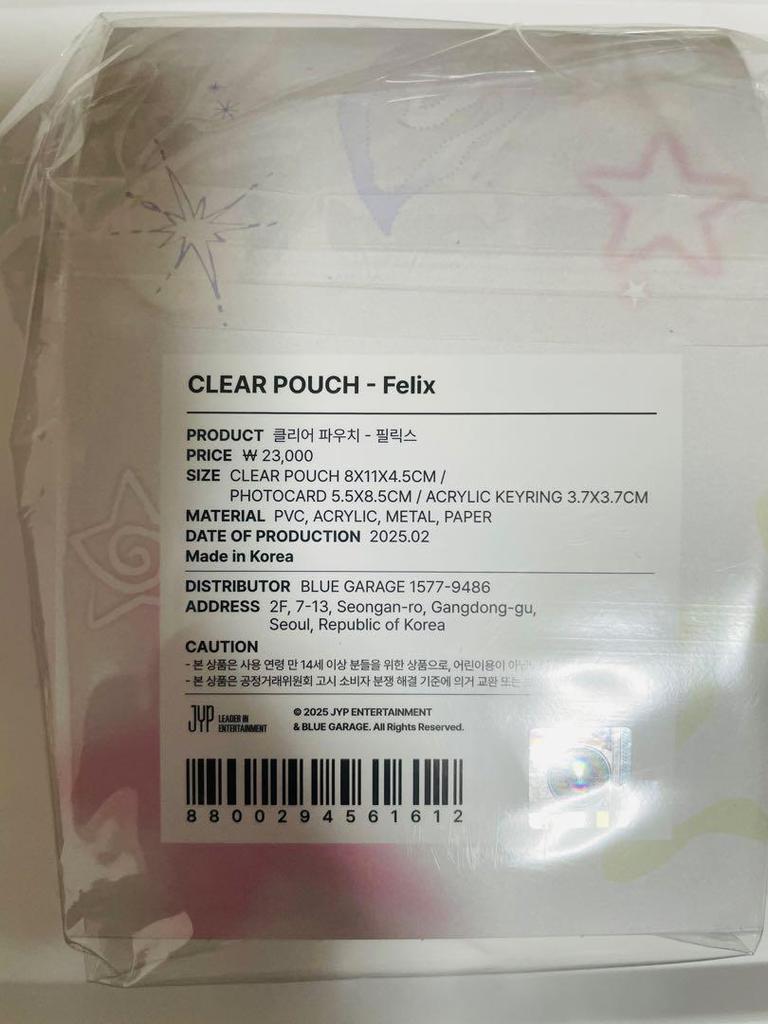 CLEAR POUCH - Felix
PRODUCT 클리어 파우치 - 필릭스
PRICE ₩ 23,000
SIZE CLEAR POUCH 8X11X4.5CM /
PHOTOCARD 5.5X8.5CM / ACRYLIC KEYRING 3.7X3.7CM
MATERIAL PVC, ACRYLIC, METAL, PAPER
DATE OF PRODUCTION 2025.02
Made in Korea
DISTRIBUTOR BLUE GARAGE 1577-9486
ADDRESS 2F, 7-13, Seongan-ro, Gangdong-gu,
Seoul, Republic of Korea
CAUTION
- 본 상품은 사용 연령 만 14세 이상 분들을 위한 상품으로, 어린이용이
- 본 상품은 공정거래위원회 고시 소비자 분쟁 해결 기준에 의거 교환 또는
JYP LEADER IN
ENTERTAINMENT
© 2025 JYP ENTERTAINMENT
& BLUE GARAGE. All Rights Reserved.
8800294561612